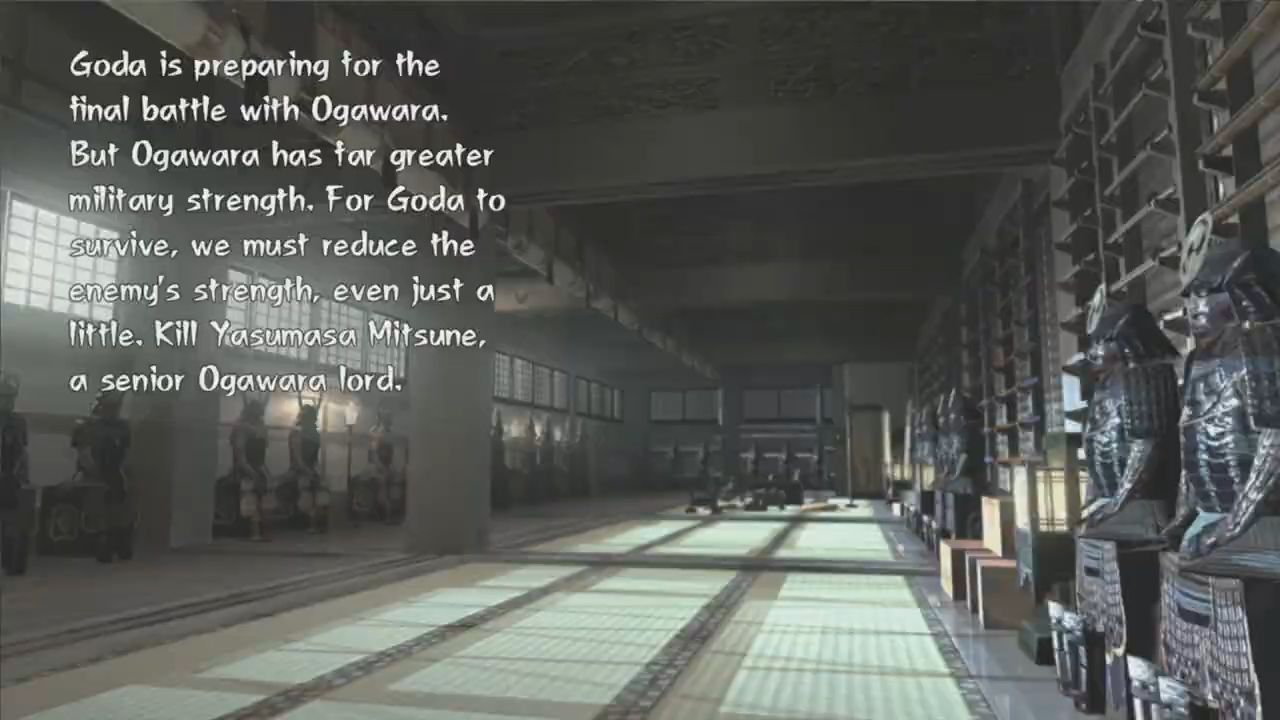 Goda is preparing for the
final battle with Ogawara.
But Ogawara has far greater
military strength. For Goda to
survive, we must reduce the
enemy's strength, even just a
little. Kill Yasumasa Mitsune,
a senior Ogawara lord.